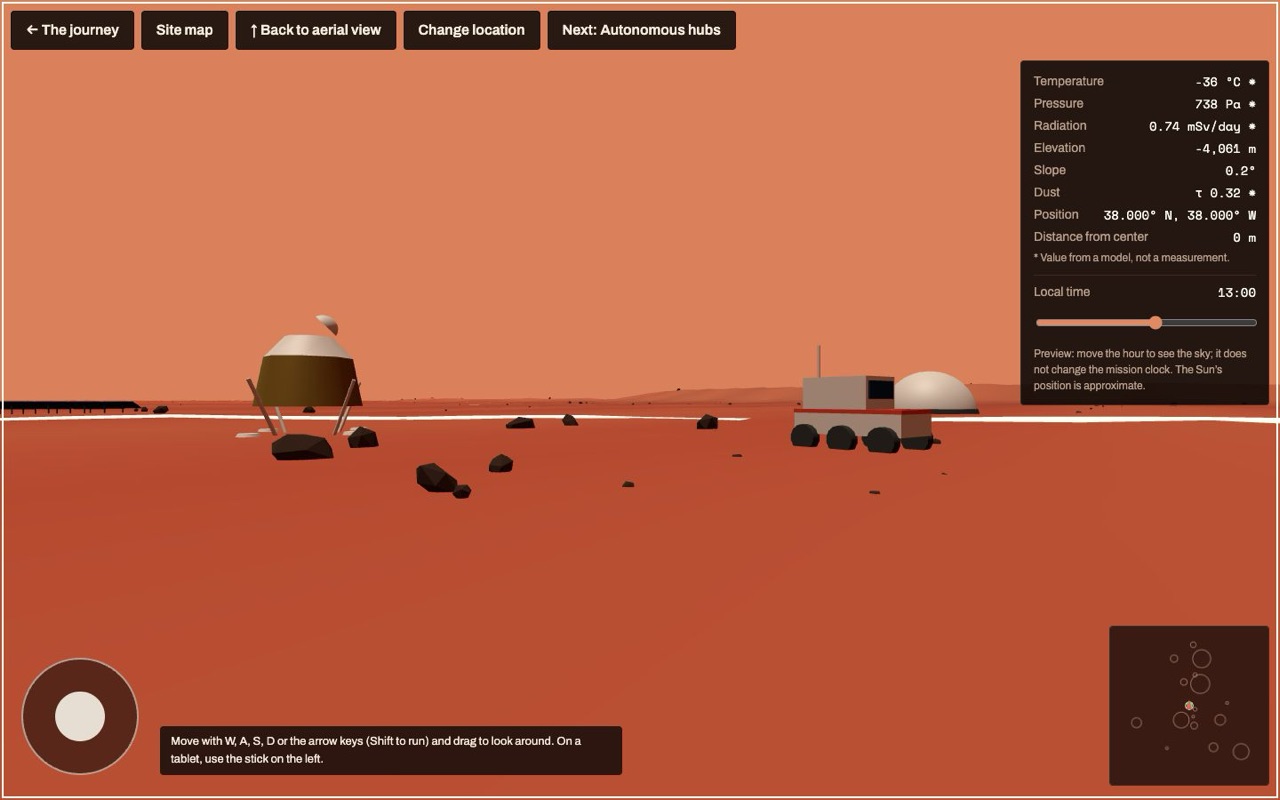 ← The journey
Site map
↑ Back to aerial view
Change location
Next: Autonomous hubs
Temperature -36 °C *
Pressure 738 Pa *
Radiation 0.74 mSv/day *
Elevation -4,061 m
Slope 0.2°
Dust τ 0.32 *
Position 38.000° N, 38.000° W
Distance from center 0 m
* Value from a model, not a measurement.
Local time 13:00
Preview: move the hour to see the sky; it does
not change the mission clock. The Sun's
position is approximate.
Move with W, A, S, D or the arrow keys (Shift to run) and drag to look around. On a
tablet, use the stick on the left.